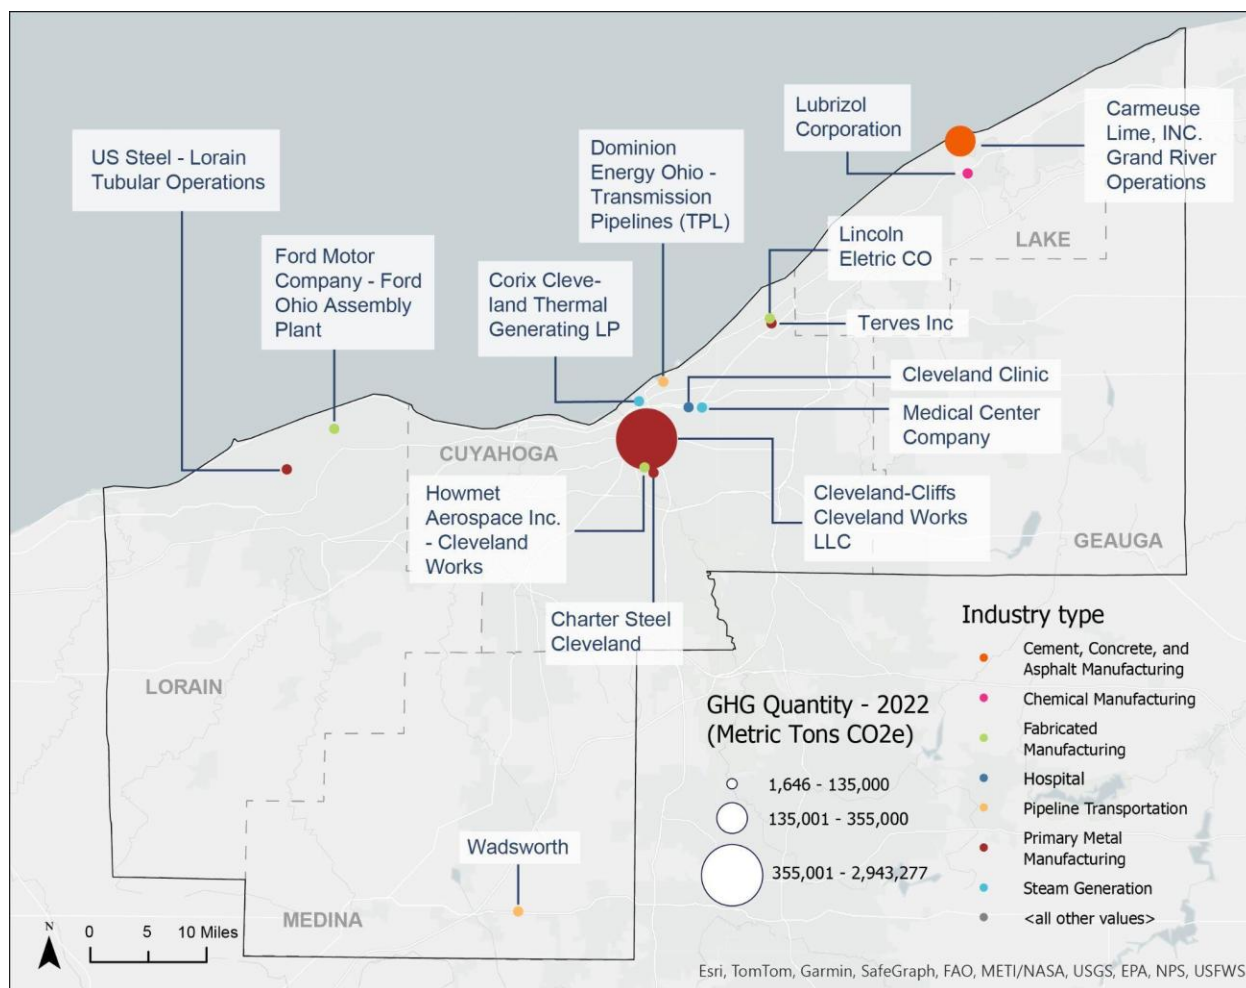 US Steel - Lorain
Tubular Operations
Ford Motor
Company - Ford
Ohio Assembly
Plant
Corix Cleve-
land Thermal
Generating LP
Dominion
Energy Ohio -
Transmission
Pipelines (TPL)
Lubrizol
Corporation
Carmeuse
Lime, INC.
Grand River
Operations
Lincoln
Eletric CO
LAKE
Terves Inc
Cleveland Clinic
Medical Center
Company
CUYAHOGA
Howmet
Aerospace Inc.
- Cleveland
Works
Cleveland-Cliffs
Cleveland Works
LLC
GEAUGA
Charter Steel
Cleveland
LORAIN
Wadsworth
MEDINA
GHG Quantity - 2022
(Metric Tons CO2e)
1,646 - 135,000
135,001 - 355,000
355,001 - 2,943,277
Industry type
Cement, Concrete, and
Asphalt Manufacturing
Chemical Manufacturing
Fabricated
Manufacturing
Hospital
Pipeline Transportation
Primary Metal
Manufacturing
Steam Generation
<all other values>
N
0 5 10 Miles
Esri, TomTom, Garmin, SafeGraph, FAO, METI/NASA, USGS, EPA, NPS, USFWS